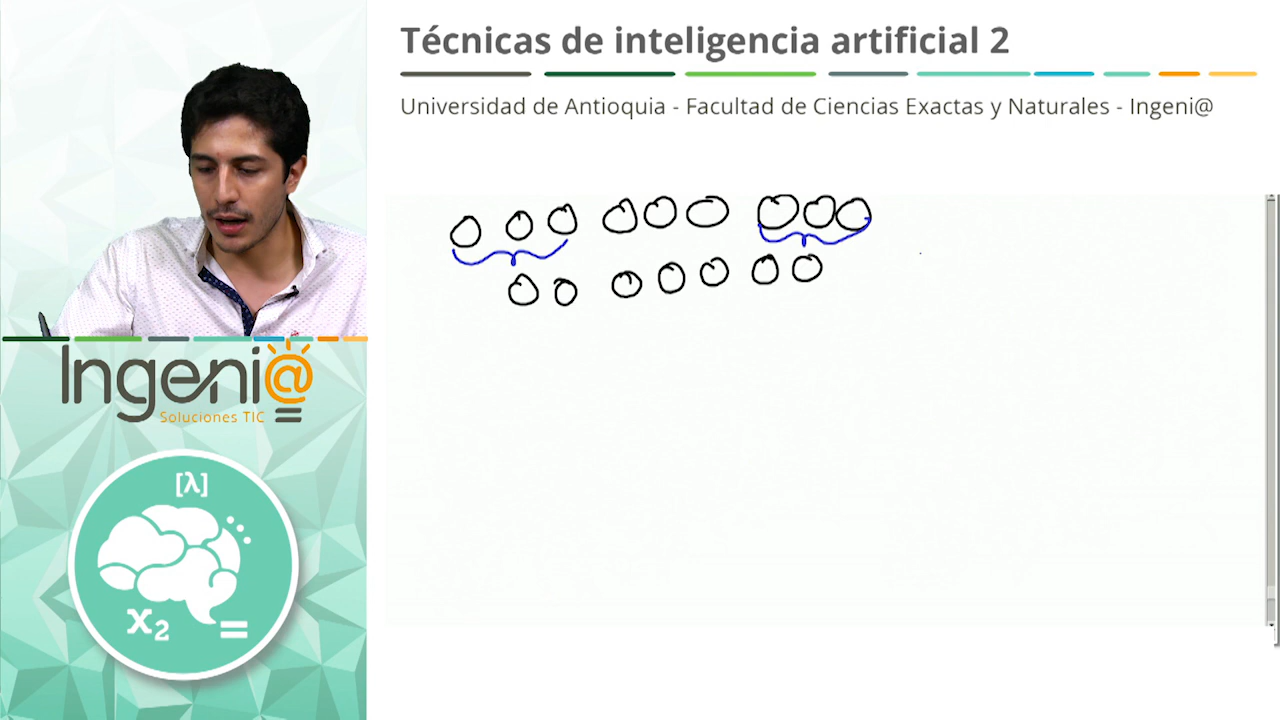 Técnicas de inteligencia artificial 2
Universidad de Antioquia - Facultad de Ciencias Exactas y Naturales - Ingeni@
Ingeni@
Soluciones TIC
[λ]
x2 =